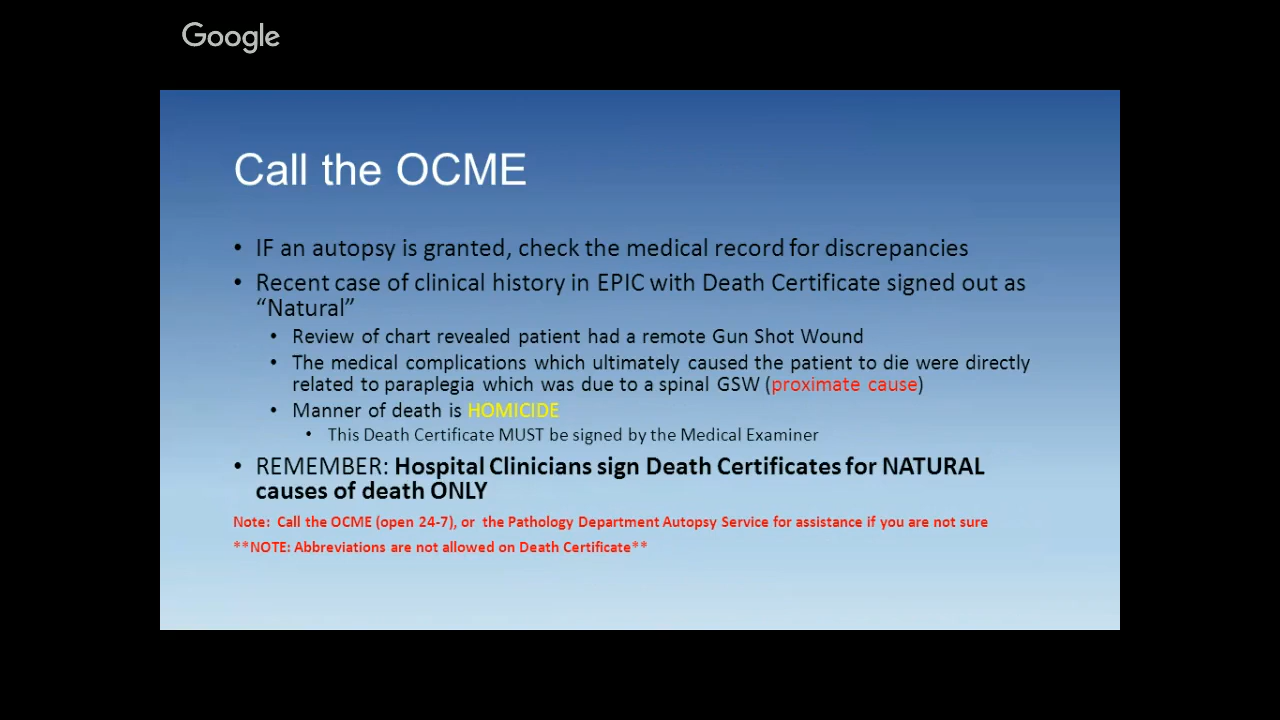 Google
Call the OCME
• IF an autopsy is granted, check the medical record for discrepancies
• Recent case of clinical history in EPIC with Death Certificate signed out as
“Natural”
• Review of chart revealed patient had a remote Gun Shot Wound
• The medical complications which ultimately caused the patient to die were directly
related to paraplegia which was due to a spinal GSW (proximate cause)
• Manner of death is HOMICIDE
• This Death Certificate MUST be signed by the Medical Examiner
• REMEMBER: Hospital Clinicians sign Death Certificates for NATURAL
causes of death ONLY
Note: Call the OCME (open 24-7), or the Pathology Department Autopsy Service for assistance if you are not sure
**NOTE: Abbreviations are not allowed on Death Certificate**